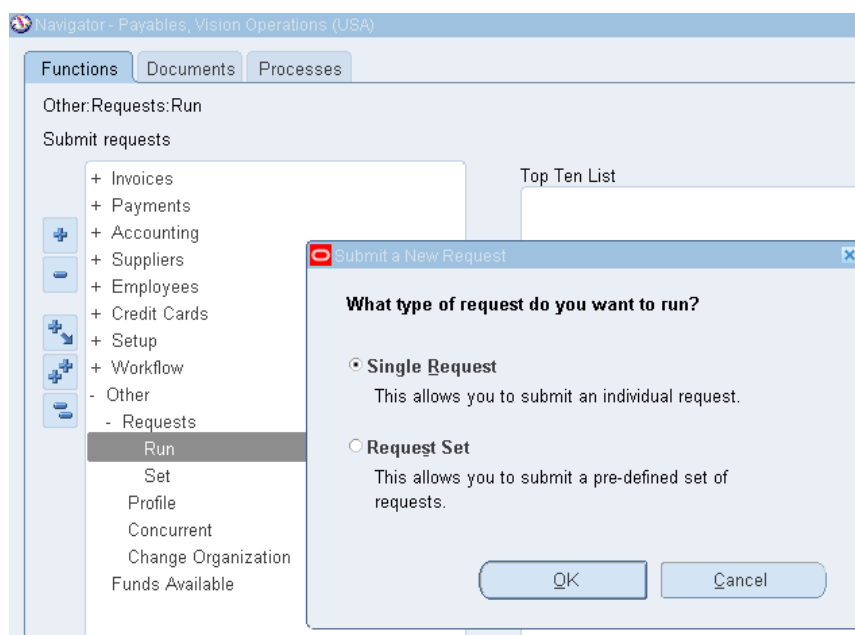 Navigator - Payables, Vision Operations (USA)
Functions Documents Processes
Other:Requests:Run
Submit requests
+ Invoices
+ Payments
+ Accounting
+ Suppliers
+ Employees
+ Credit Cards
+ Setup
+ Workflow
- Other
- Requests
Run
Set
Profile
Concurrent
Change Organization
Funds Available
Top Ten List
Submit a New Request
What type of request do you want to run?
Single Request
This allows you to submit an individual request.
Request Set
This allows you to submit a pre-defined set of
requests.
OK Cancel